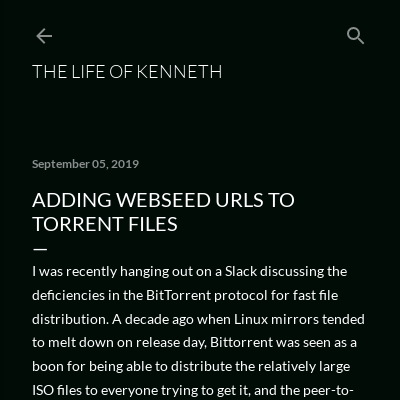 THE LIFE OF KENNETH
September 05, 2019
ADDING WEBSEED URLS TO
TORRENT FILES
I was recently hanging out on a Slack discussing the
deficiencies in the BitTorrent protocol for fast file
distribution. A decade ago when Linux mirrors tended
to melt down on release day, Bittorrent was seen as a
boon for being able to distribute the relatively large
ISO files to everyone trying to get it, and the peer-to-